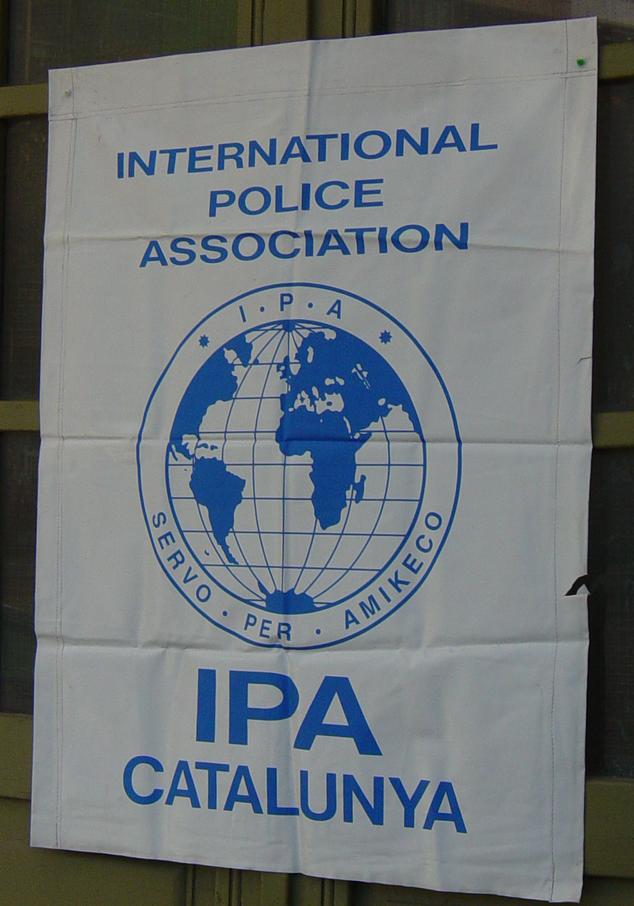 INTERNATIONAL
POLICE
ASSOCIATION
I · P · A
SERVO · PER · AMIKECO
IPA
CATALUNYA